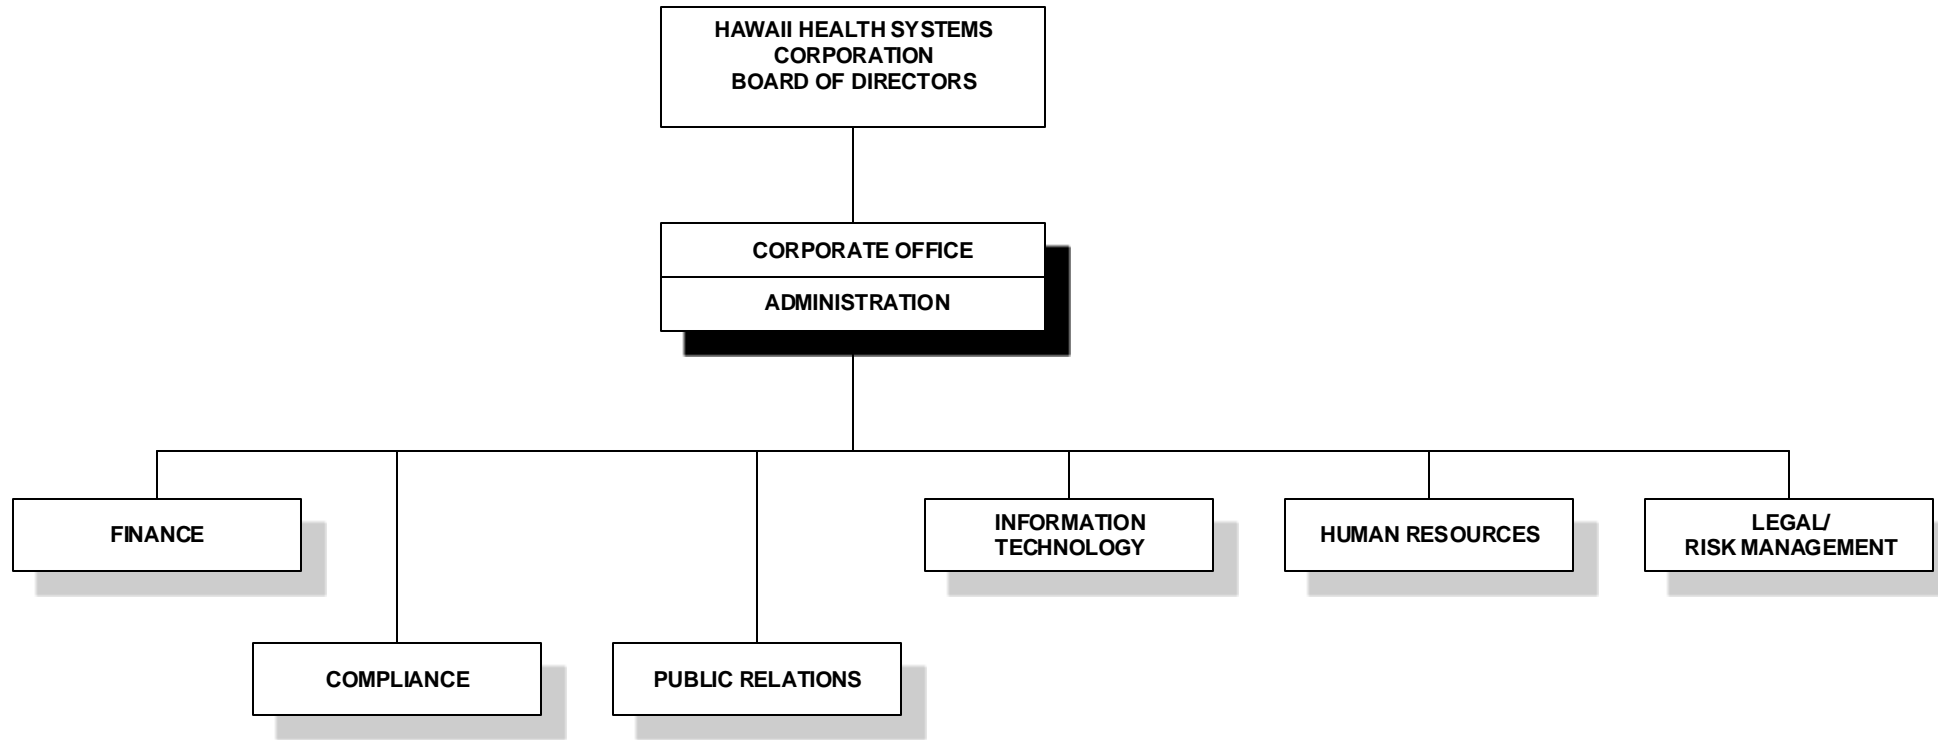 HAWAII HEALTH SYSTEMS
CORPORATION
BOARD OF DIRECTORS
CORPORATE OFFICE
ADMINISTRATION
FINANCE
INFORMATION
TECHNOLOGY
HUMAN RESOURCES
LEGAL/
RISK MANAGEMENT
COMPLIANCE
PUBLIC RELATIONS